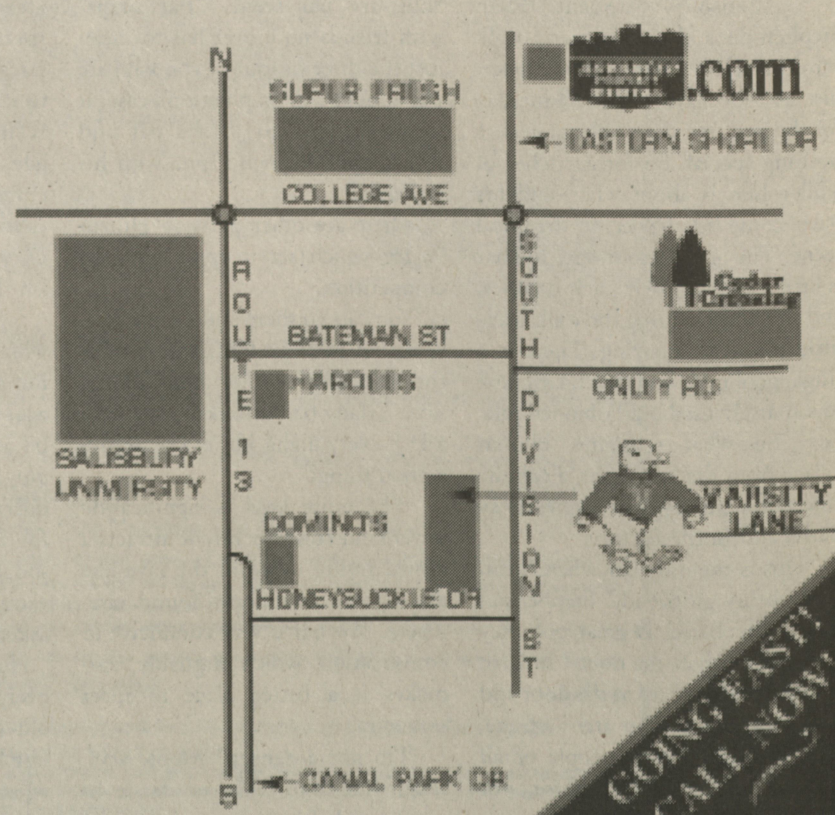 N
SUPER FRESH
.com
EASTERN SHORE DR
COLLEGE AVE
ROUTE 13
SOUTH DIVISION ST
Cedar
Crossing
BATEMAN ST
HARDEES
ONLEY RD
SALISBURY
UNIVERSITY
VARSITY
LANE
DOMINO'S
HONEYSUCKLE DR
CANAL PARK DR
S
GOING FAST!
CALL NOW!